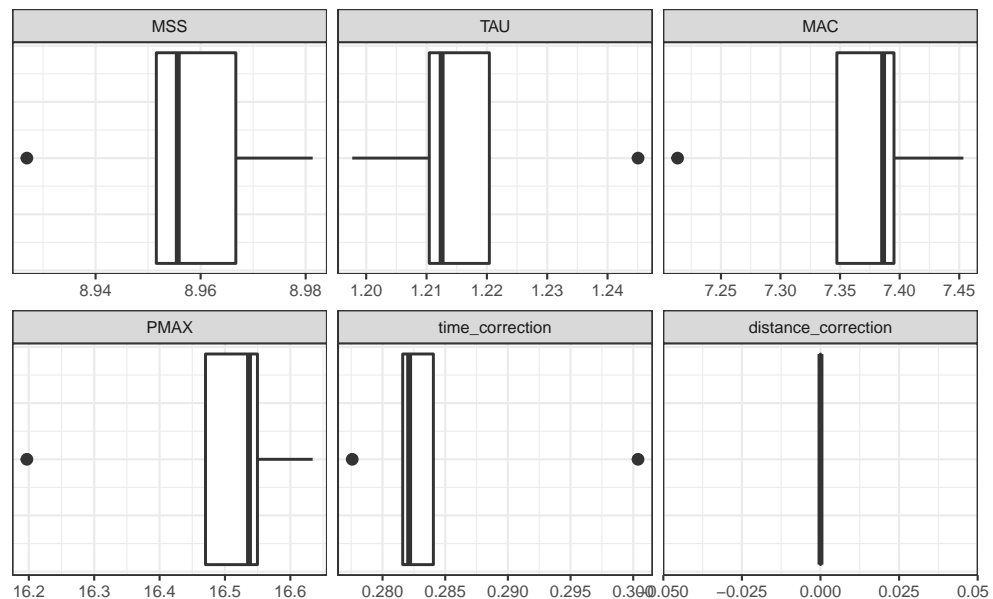 MSS TAU MAC
8.94 8.96 8.98 1.20 1.21 1.22 1.23 1.24 7.25 7.30 7.35 7.40 7.45
PMAX time_correction distance_correction
16.2 16.3 16.4 16.5 16.6 0.280 0.285 0.290 0.295 0.300 −0.050 −0.025 0.000 0.025 0.05